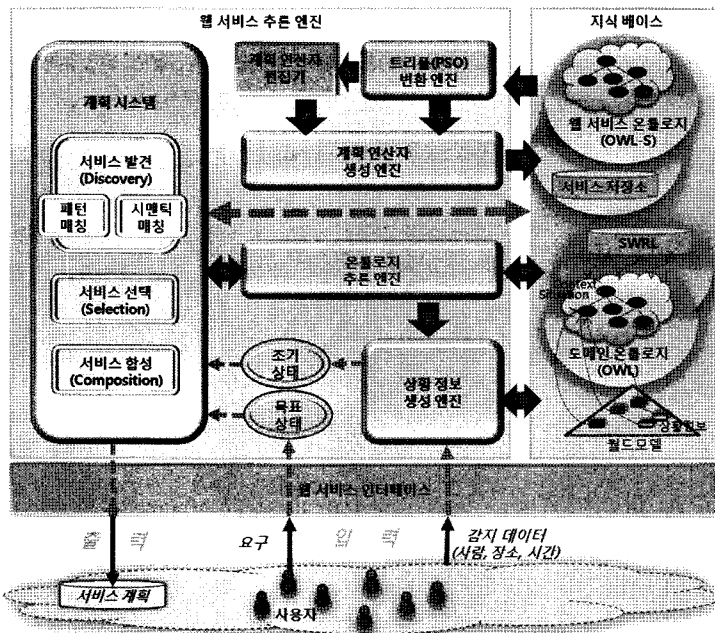 웹 서비스 추론 엔진
지식 베이스
계획 시스템
서비스 발견
(Discovery)
패턴
매칭
시멘틱
매칭
서비스 선택
(Selection)
서비스 합성
(Composition)
계획 연산자
편집기
트리플(PSO)
변환 엔진
계획 연산자
생성 엔진
온톨로지
추론 엔진
초기
상태
목표
상태
상황 정보
생성 엔진
웹 서비스 온톨로지
(OWL-S)
서비스 저장소
SWRL
도메인 온톨로지
(OWL)
상황정보
월드모델
웹 서비스 인터페이스
출 력
요구
입 력
감지 데이터
(사람, 장소, 시간)
서비스 계획
사용자